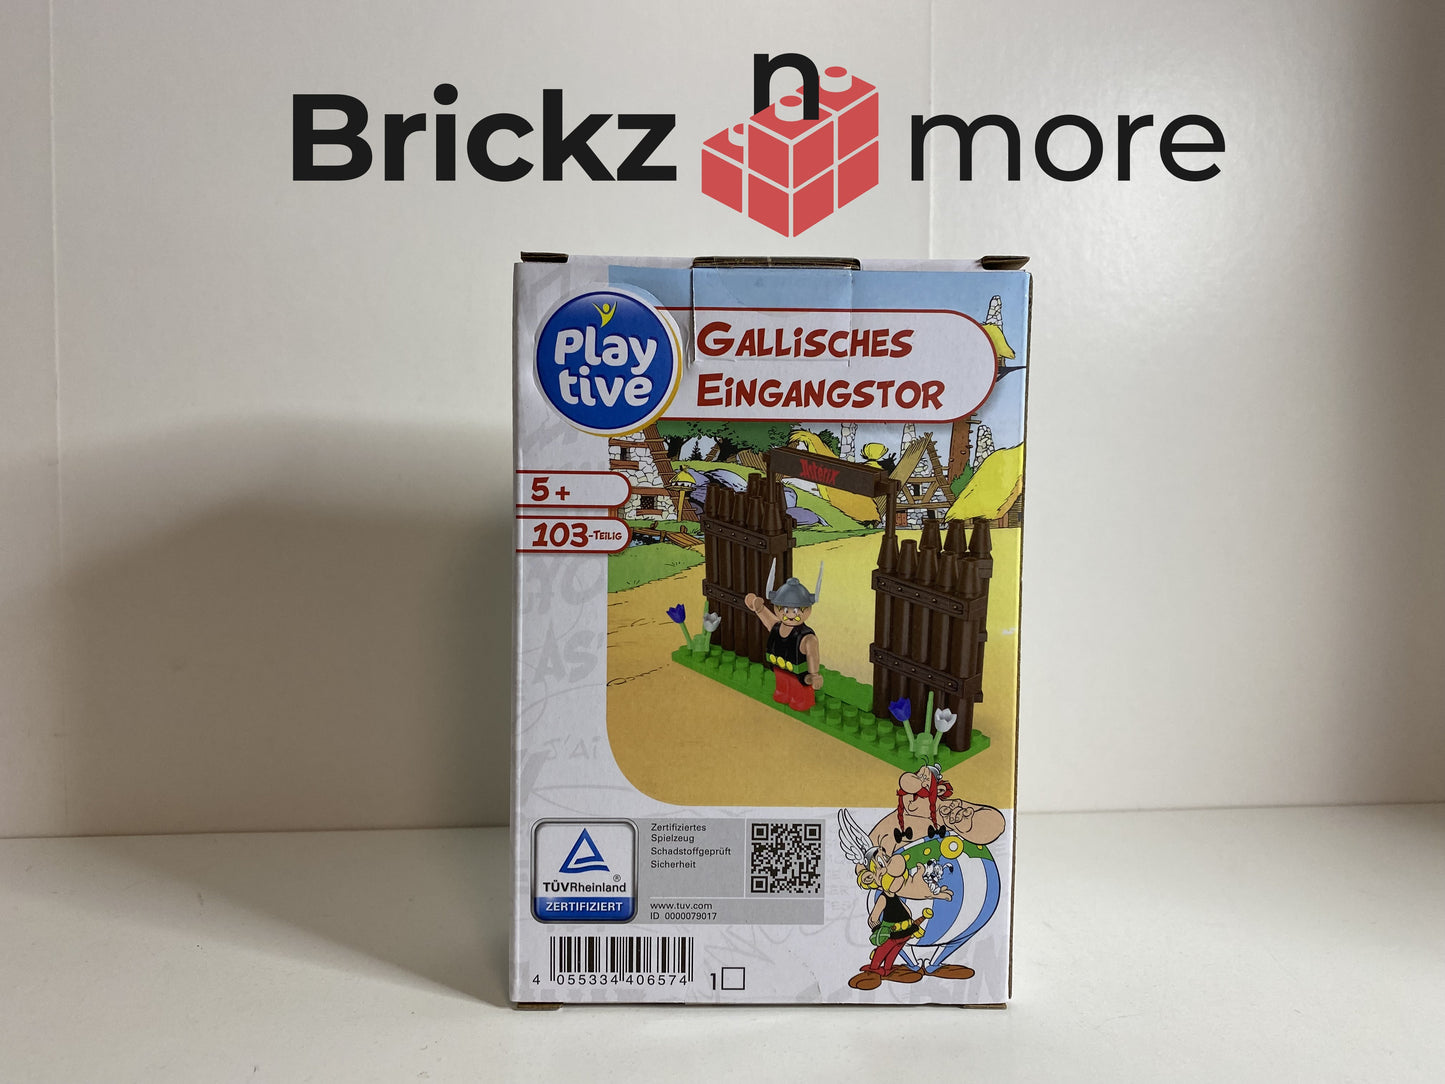 Brickz n more
Play
tive
GALLiSCHES
EiNGANGSTOR
5+
103-TEILIG
Asterix
J'AI
TÜVRheinland®
ZERTIFIZIERT
Zertifiziertes
Spielzeug
Schadstoffgeprüft
Sicherheit
www.tuv.com
ID 0000079017
4 055334 406574
1